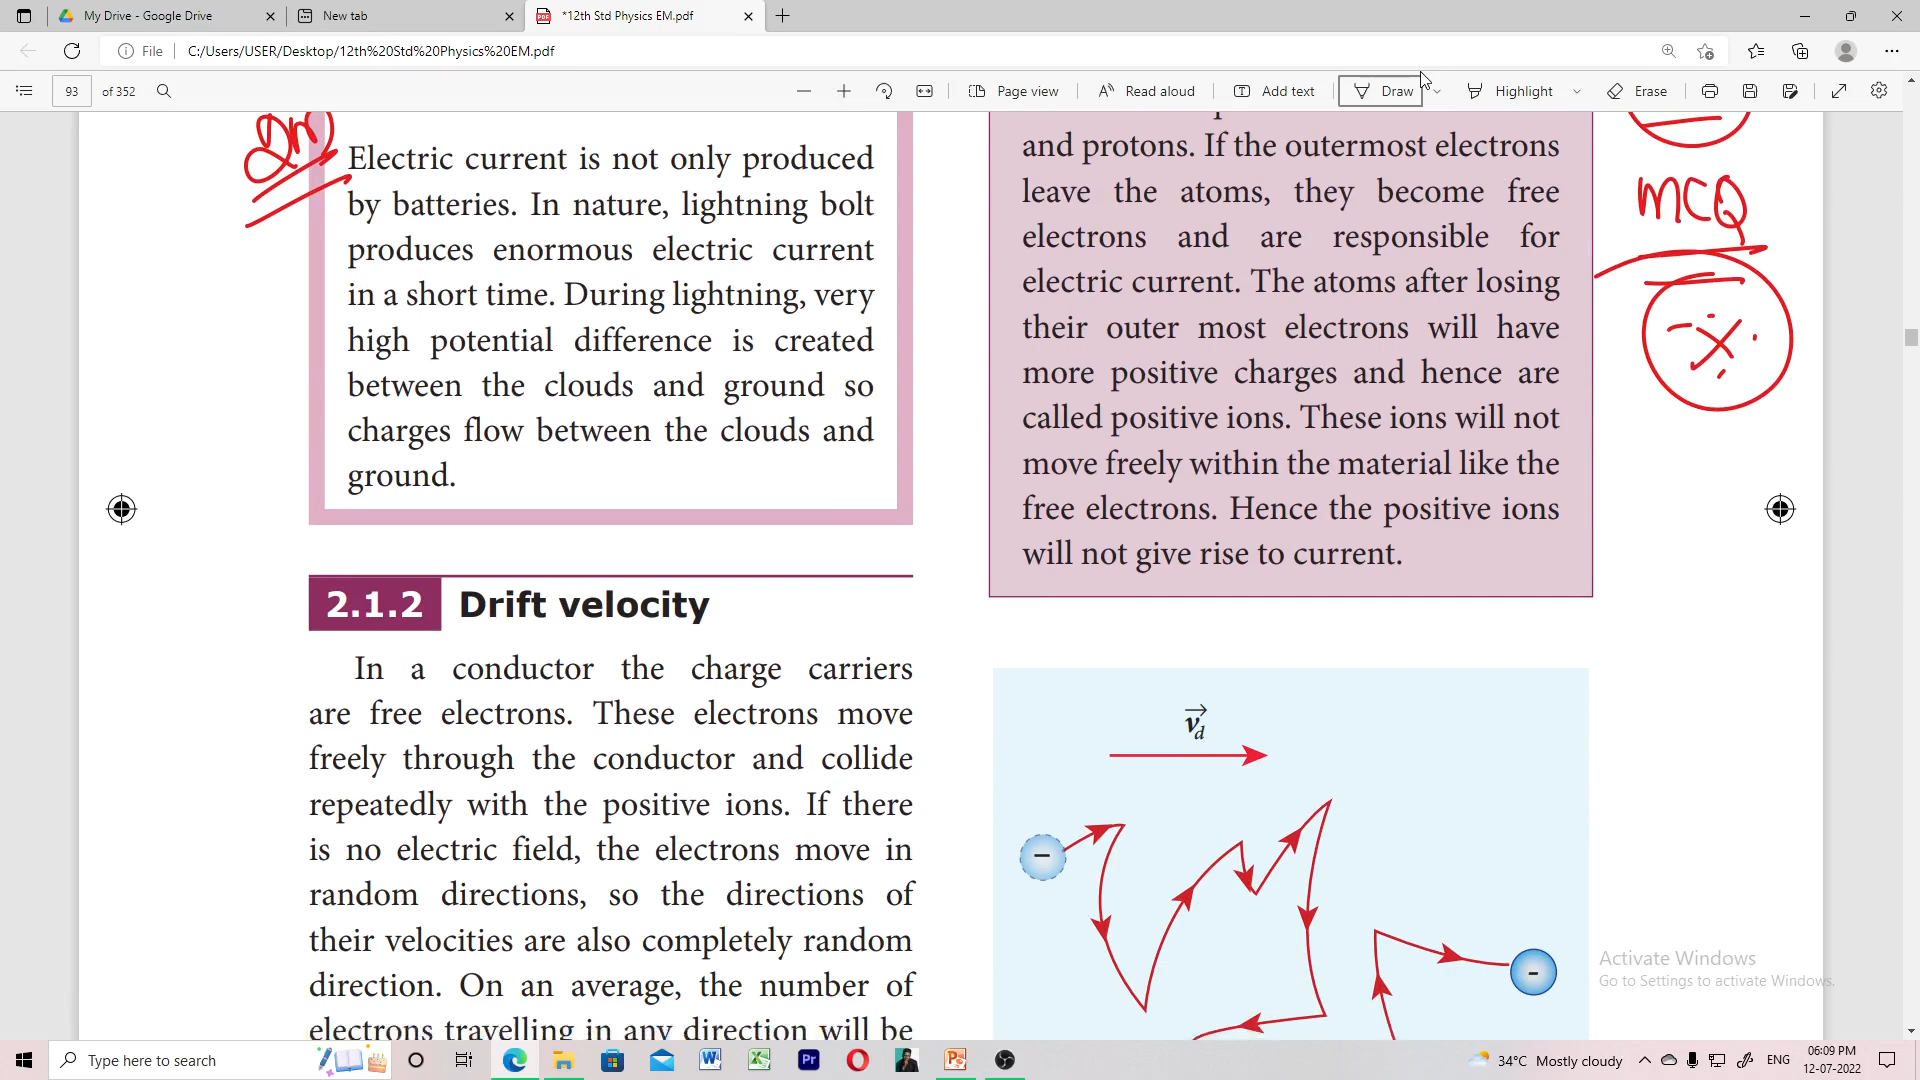 My Drive - Google Drive
New tab
*12th Std Physics EM.pdf
File
C:/Users/USER/Desktop/12th%20Std%20Physics%20EM.pdf
93 of 352
Page view
Read aloud
Add text
Draw
Highlight
Erase
2M
Electric current is not only produced
by batteries. In nature, lightning bolt
produces enormous electric current
in a short time. During lightning, very
high potential difference is created
between the clouds and ground so
charges flow between the clouds and
ground.
2.1.2 Drift velocity
In a conductor the charge carriers
are free electrons. These electrons move
freely through the conductor and collide
repeatedly with the positive ions. If there
is no electric field, the electrons move in
random directions, so the directions of
their velocities are also completely random
direction. On an average, the number of
electrons travelling in any direction will be
and protons. If the outermost electrons
leave the atoms, they become free
electrons and are responsible for
electric current. The atoms after losing
their outer most electrons will have
more positive charges and hence are
called positive ions. These ions will not
move freely within the material like the
free electrons. Hence the positive ions
will not give rise to current.
MCQ
v⃗d
-
-
Activate Windows
Go to Settings to activate Windows.
Type here to search
34°C Mostly cloudy
ENG
06:09 PM
12-07-2022